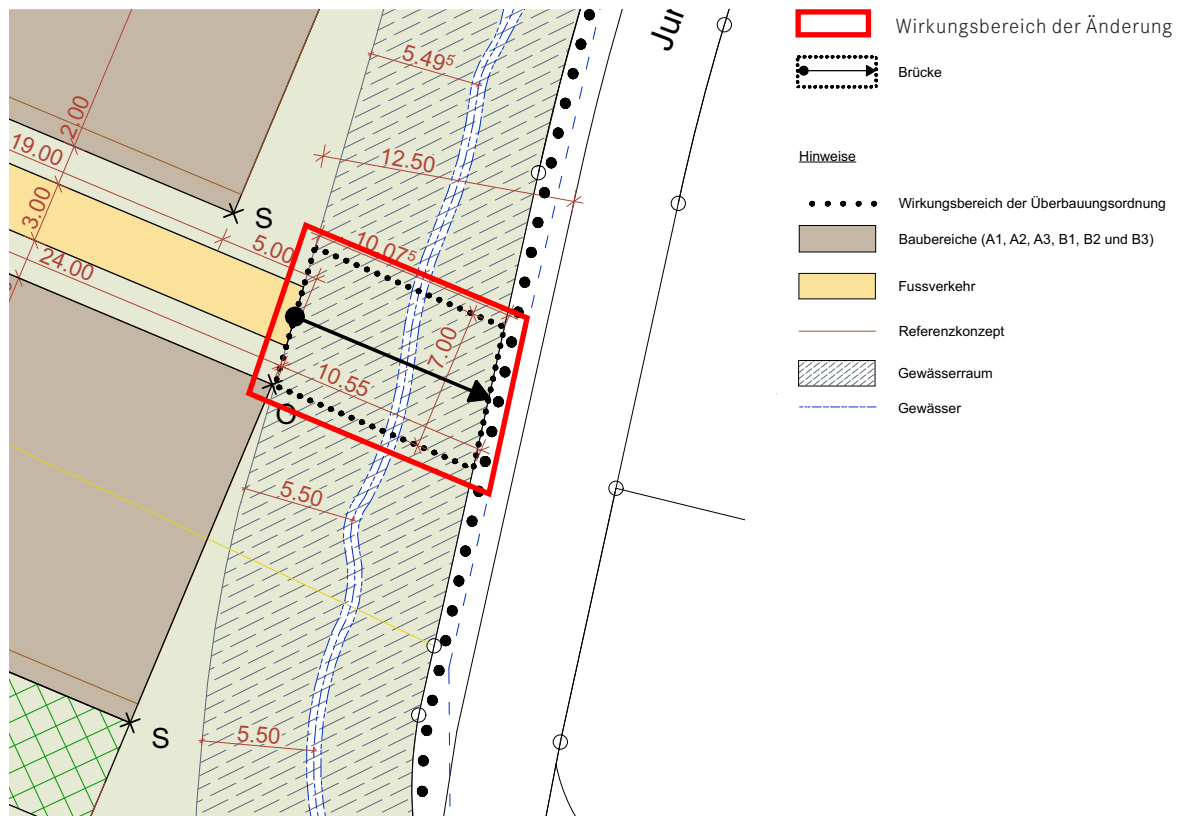 Jur
Wirkungsbereich der Änderung
Brücke
Hinweise
Wirkungsbereich der Überbauungsordnung
Baubereiche (A1, A2, A3, B1, B2 und B3)
Fussverkehr
Referenzkonzept
Gewässerraum
Gewässer
5.49⁵
2.00
12.50
19.00
3.00
S
5.00
10.07⁵
24.00
7.00
10.55
5.50
S
5.50